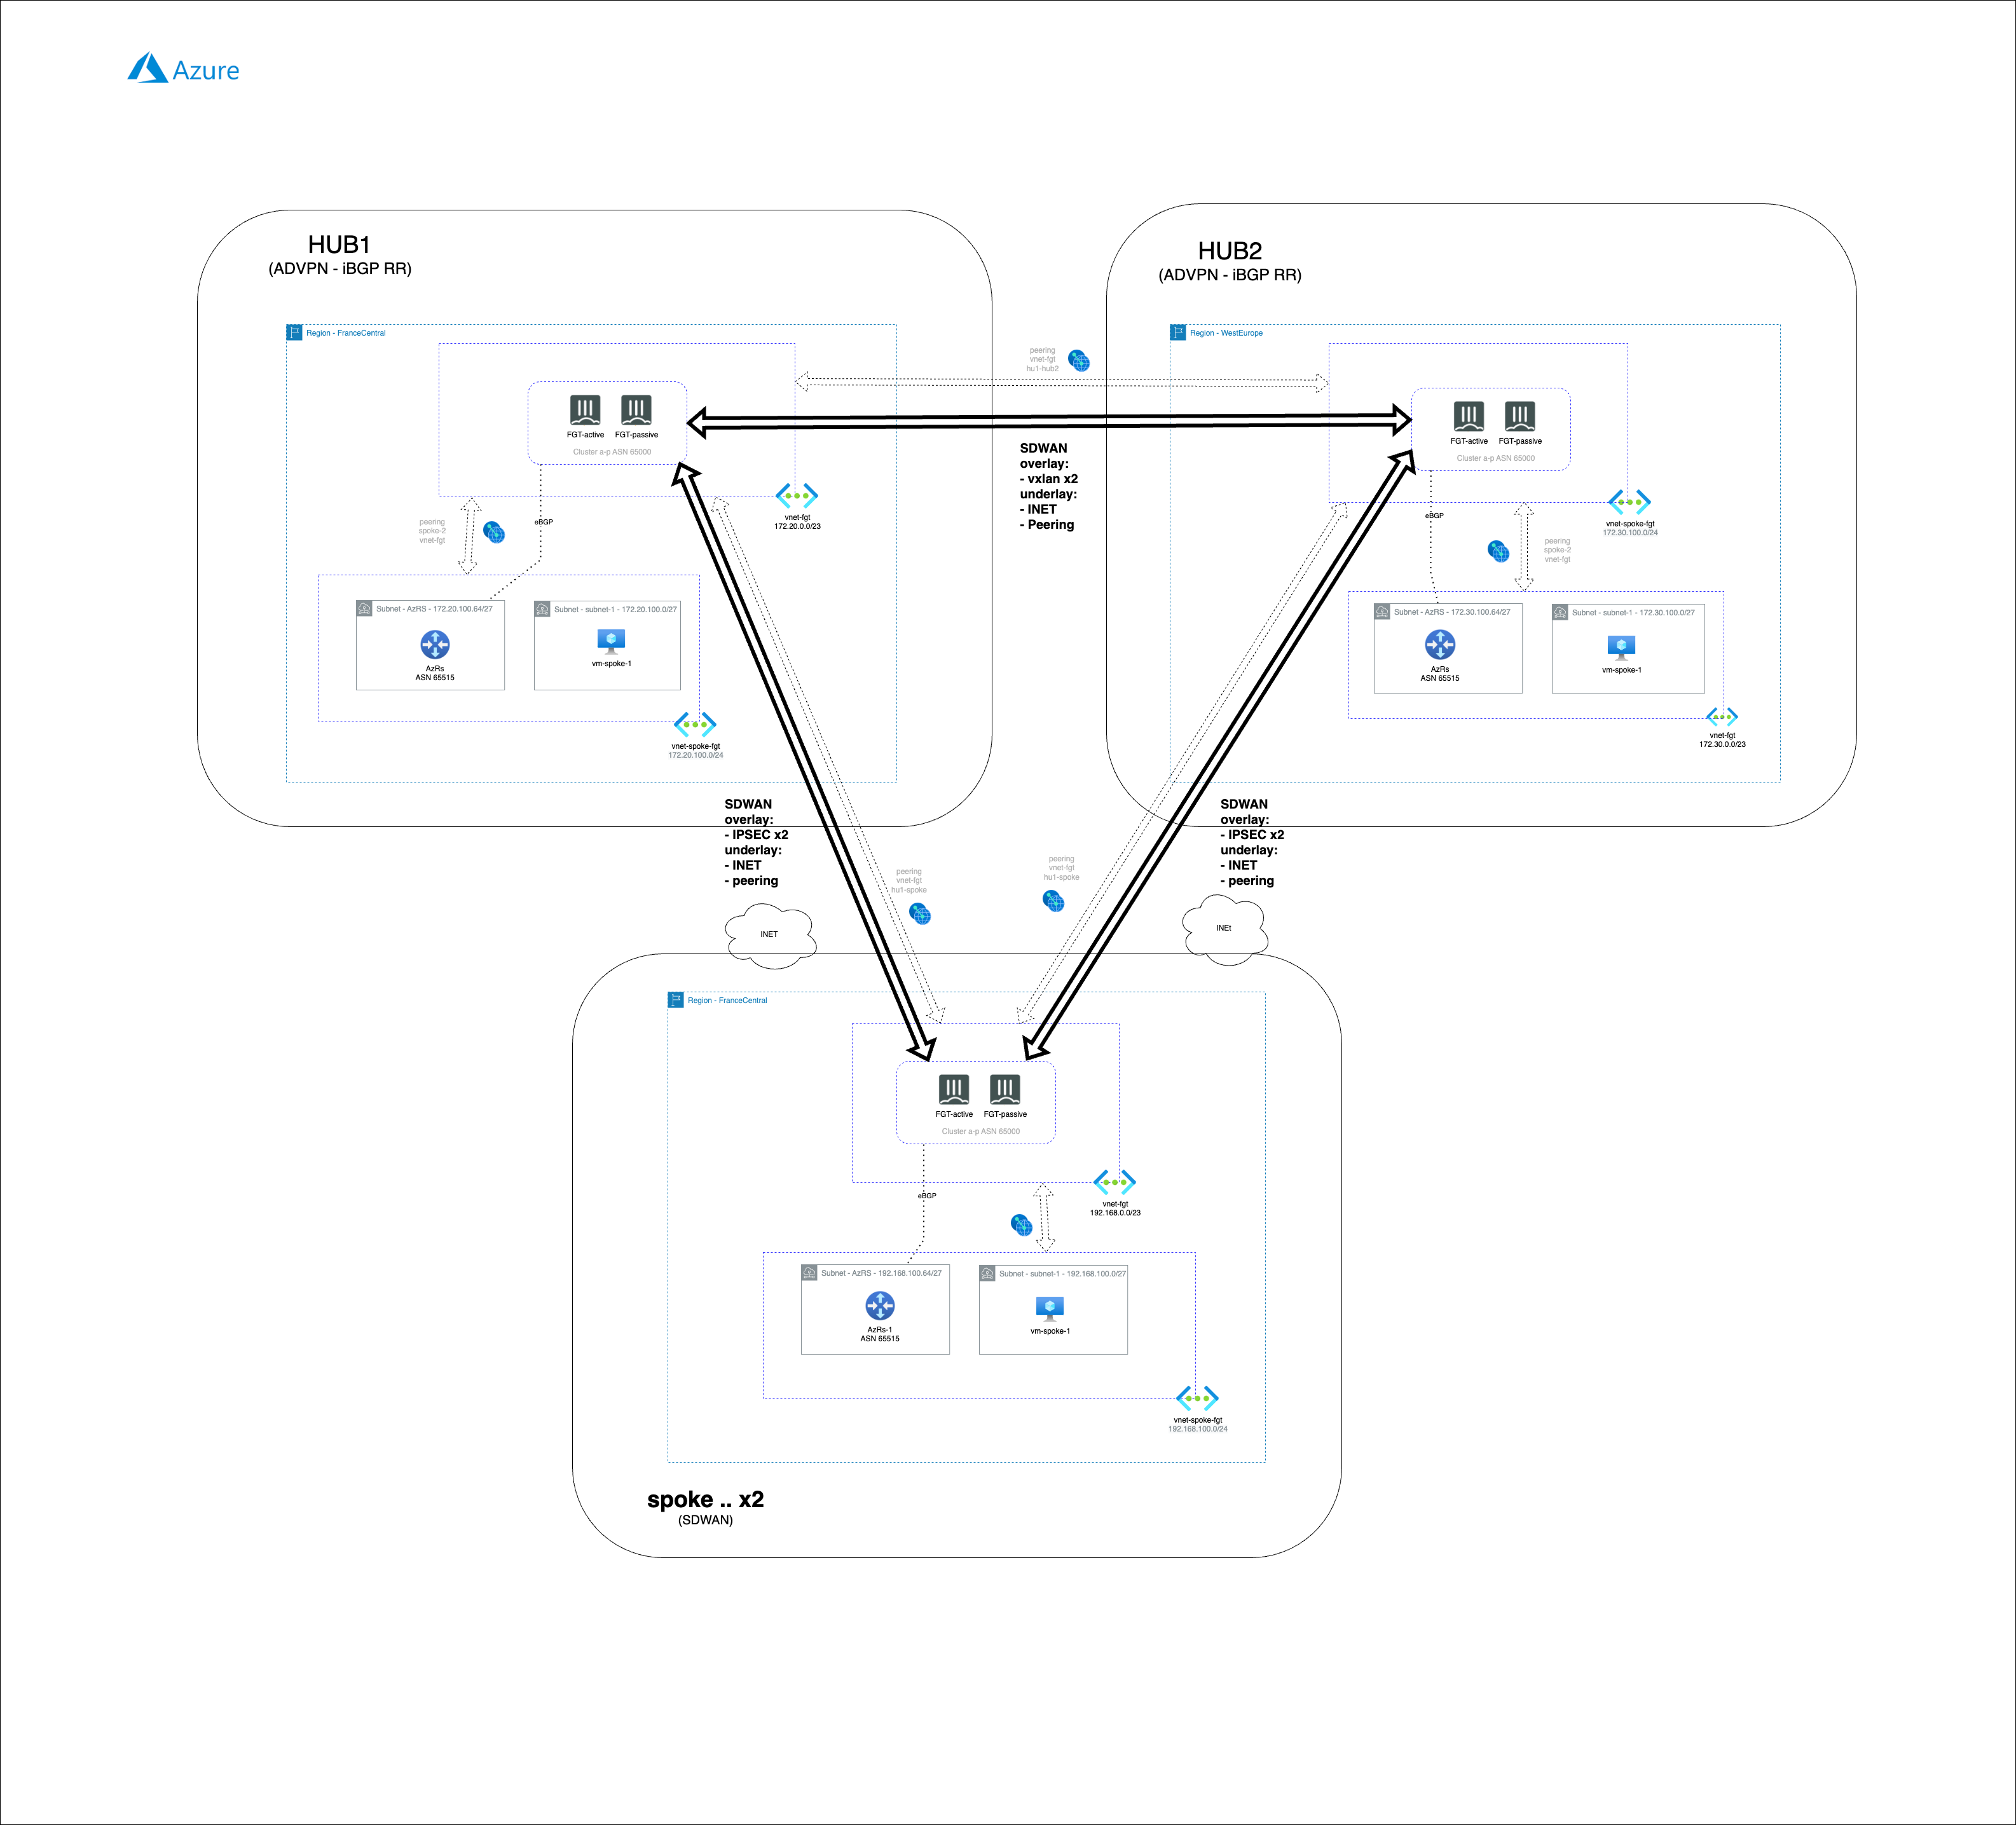 Azure
HUB1
(ADVPN - iBGP RR)
Region - FranceCentral
FGT-active
FGT-passive
Cluster a-p ASN 65000
vnet-fgt
172.20.0.0/23
peering
spoke-2
vnet-fgt
eBGP
Subnet - AzRS - 172.20.100.64/27
AzRs
ASN 65515
Subnet - subnet-1 - 172.20.100.0/27
vm-spoke-1
vnet-spoke-fgt
172.20.100.0/24
peering
vnet-fgt
hu1-hub2
SDWAN
overlay:
- vxlan x2
underlay:
- INET
- Peering
HUB2
(ADVPN - iBGP RR)
Region - WestEurope
FGT-active
FGT-passive
Cluster a-p ASN 65000
vnet-spoke-fgt
172.30.100.0/24
eBGP
peering
spoke-2
vnet-fgt
Subnet - AzRS - 172.30.100.64/27
AzRs
ASN 65515
Subnet - subnet-1 - 172.30.100.0/27
vm-spoke-1
vnet-fgt
172.30.0.0/23
SDWAN
overlay:
- IPSEC x2
underlay:
- INET
- peering
peering
vnet-fgt
hu1-spoke
peering
vnet-fgt
hu1-spoke
SDWAN
overlay:
- IPSEC x2
underlay:
- INET
- peering
INET
INEt
Region - FranceCentral
FGT-active
FGT-passive
Cluster a-p ASN 65000
vnet-fgt
192.168.0.0/23
eBGP
Subnet - AzRS - 192.168.100.64/27
AzRs-1
ASN 65515
Subnet - subnet-1 - 192.168.100.0/27
vm-spoke-1
vnet-spoke-fgt
192.168.100.0/24
spoke .. x2
(SDWAN)